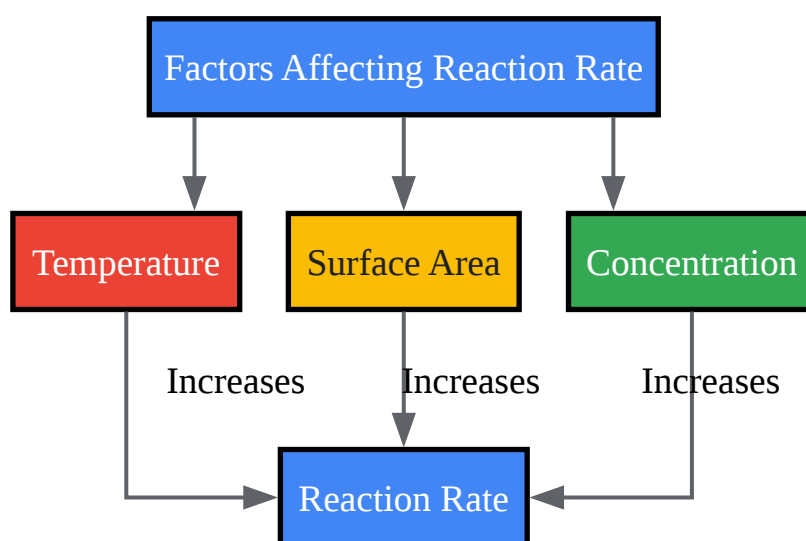 Factors Affecting Reaction Rate
Temperature
Surface Area
Concentration
Increases
Increases
Increases
Reaction Rate